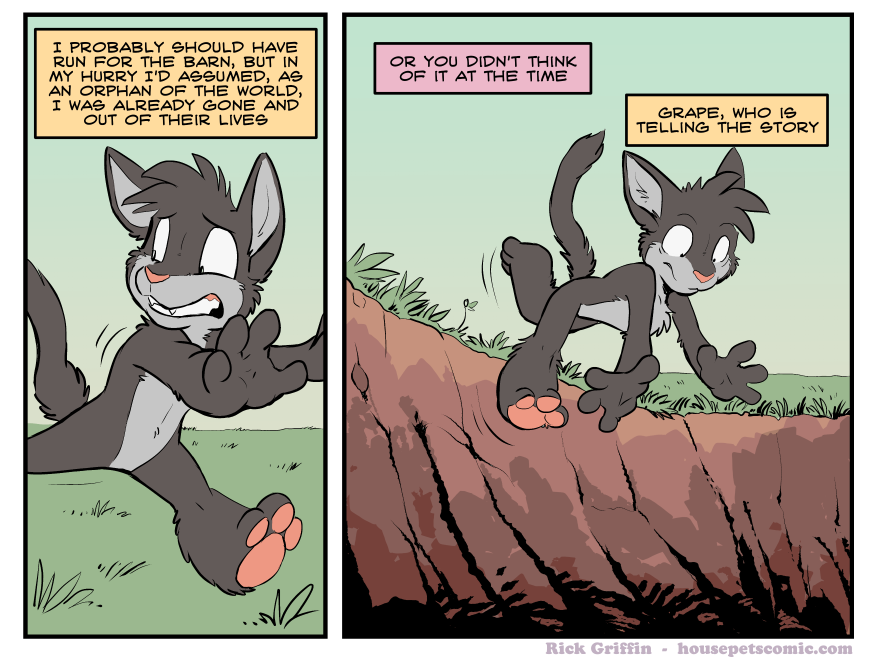 I PROBABLY SHOULD HAVE
RUN FOR THE BARN, BUT IN
MY HURRY I'D ASSUMED, AS
AN ORPHAN OF THE WORLD,
I WAS ALREADY GONE AND
OUT OF THEIR LIVES
OR YOU DIDN'T THINK
OF IT AT THE TIME
GRAPE, WHO IS
TELLING THE STORY
Rick Griffin - housepetscomic.com